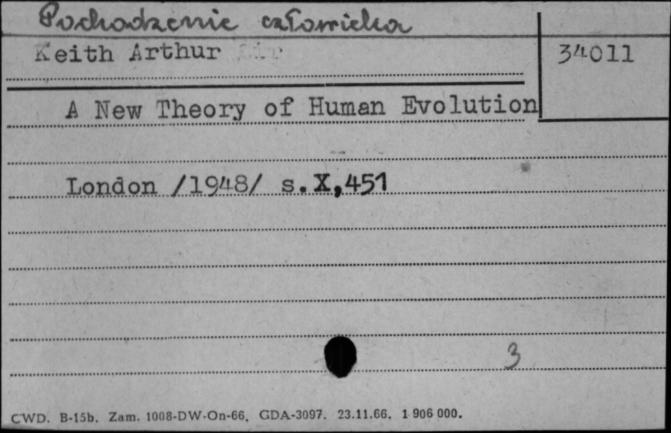 Pochodzenie człowieka
Keith Arthur Sir
34011
A New Theory of Human Evolution
London /1948/ s.X,451
3
CWD. B-15b. Zam. 1008-DW-On-66. GDA-3097. 23.11.66. 1 906 000.